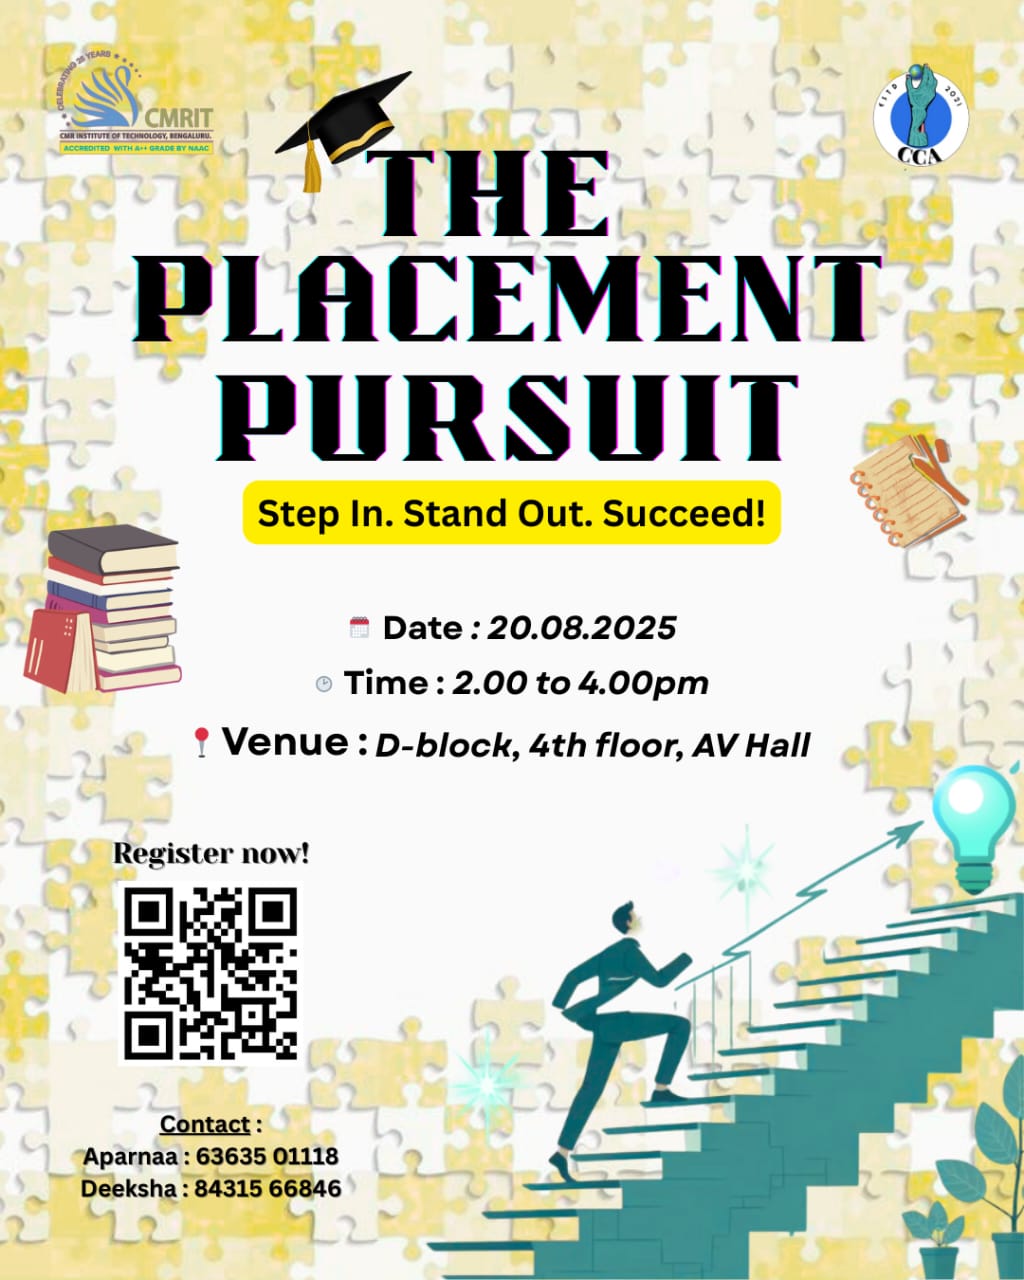 CELEBRATING 25 YEARS
CMRIT
CMR INSTITUTE OF TECHNOLOGY, BENGALURU.
ACCREDITED WITH A++ GRADE BY NAAC
ESTD 2021
CCA
THE
PLACEMENT
PURSUIT
Step In. Stand Out. Succeed!
Date : 20.08.2025
Time : 2.00 to 4.00pm
Venue : D-block, 4th floor, AV Hall
Register now!
Contact :
Aparnaa : 63635 01118
Deeksha : 84315 66846